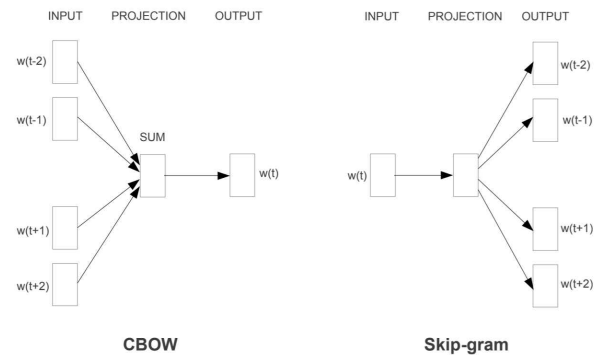 INPUT PROJECTION OUTPUT
w(t-2)
w(t-1)
SUM
w(t)
w(t+1)
w(t+2)
CBOW
INPUT PROJECTION OUTPUT
w(t-2)
w(t-1)
w(t)
w(t+1)
w(t+2)
Skip-gram